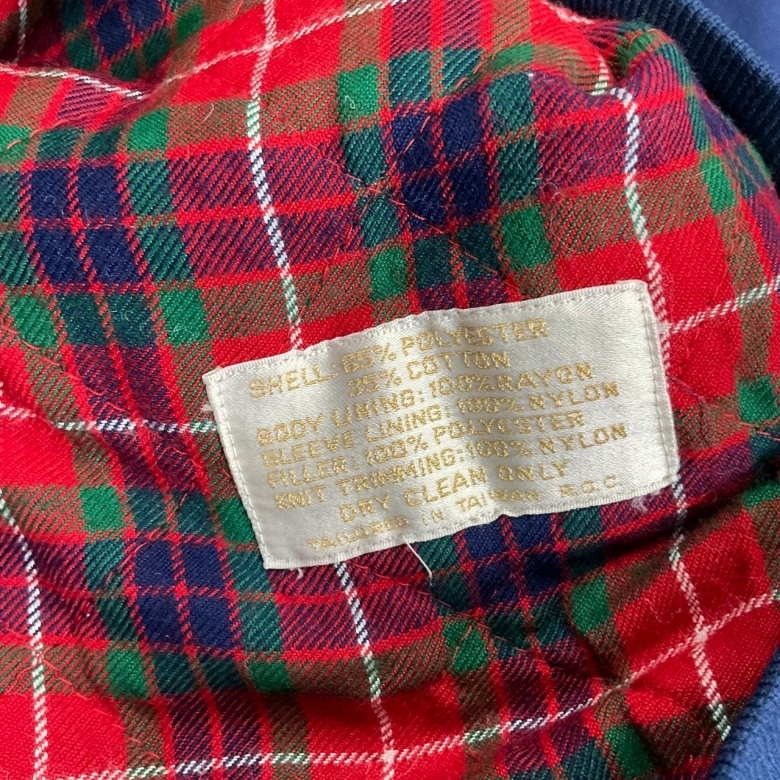 SHELL: 65% POLYESTER
35% COTTON
BODY LINING: 100% RAYON
SLEEVE LINING: 100% NYLON
FILLER: 100% POLYESTER
KNIT TRIMMING: 100% NYLON
DRY CLEAN ONLY
TAILORED IN TAIWAN R.O.C.